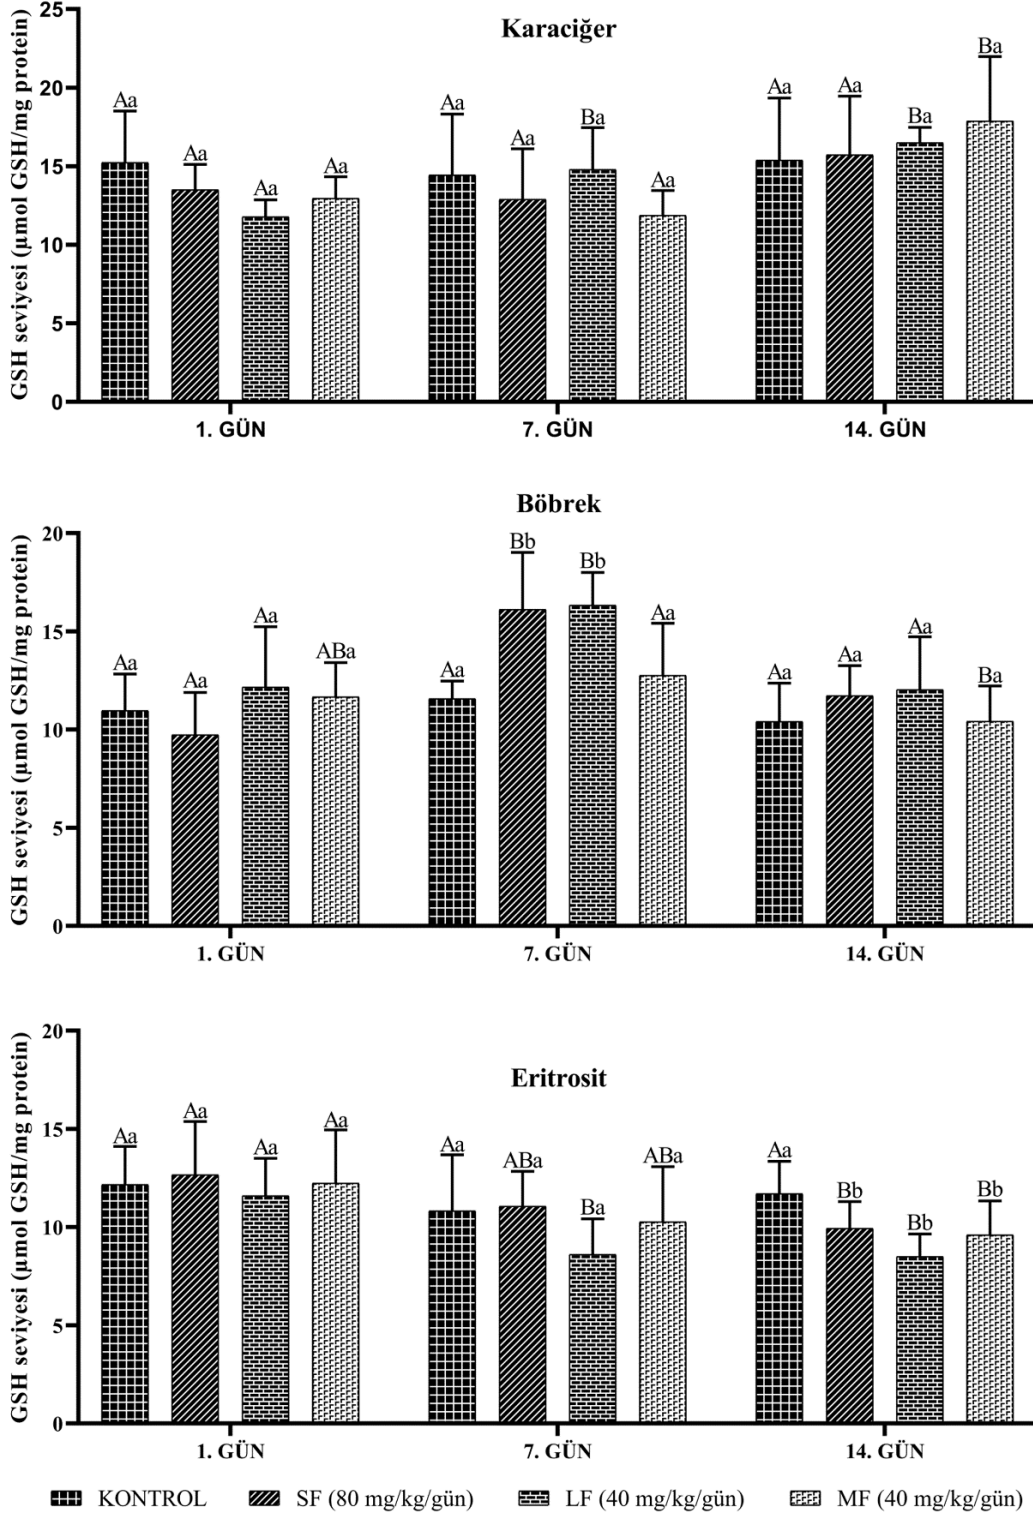 Karaciğer
GSH seviyesi (µmol GSH/mg protein)
25
20
15
10
5
0
Aa Aa Aa Aa Aa Aa Ba Aa Aa Aa Ba Ba
1. GÜN 7. GÜN 14. GÜN
Böbrek
GSH seviyesi (µmol GSH/mg protein)
20
15
10
5
0
Aa Aa Aa ABa Aa Bb Bb Aa Aa Aa Aa Ba
1. GÜN 7. GÜN 14. GÜN
Eritrosit
GSH seviyesi (µmol GSH/mg protein)
20
15
10
5
0
Aa Aa Aa Aa Aa ABa Ba ABa Aa Bb Bb Bb
1. GÜN 7. GÜN 14. GÜN
KONTROL SF (80 mg/kg/gün) LF (40 mg/kg/gün) MF (40 mg/kg/gün)